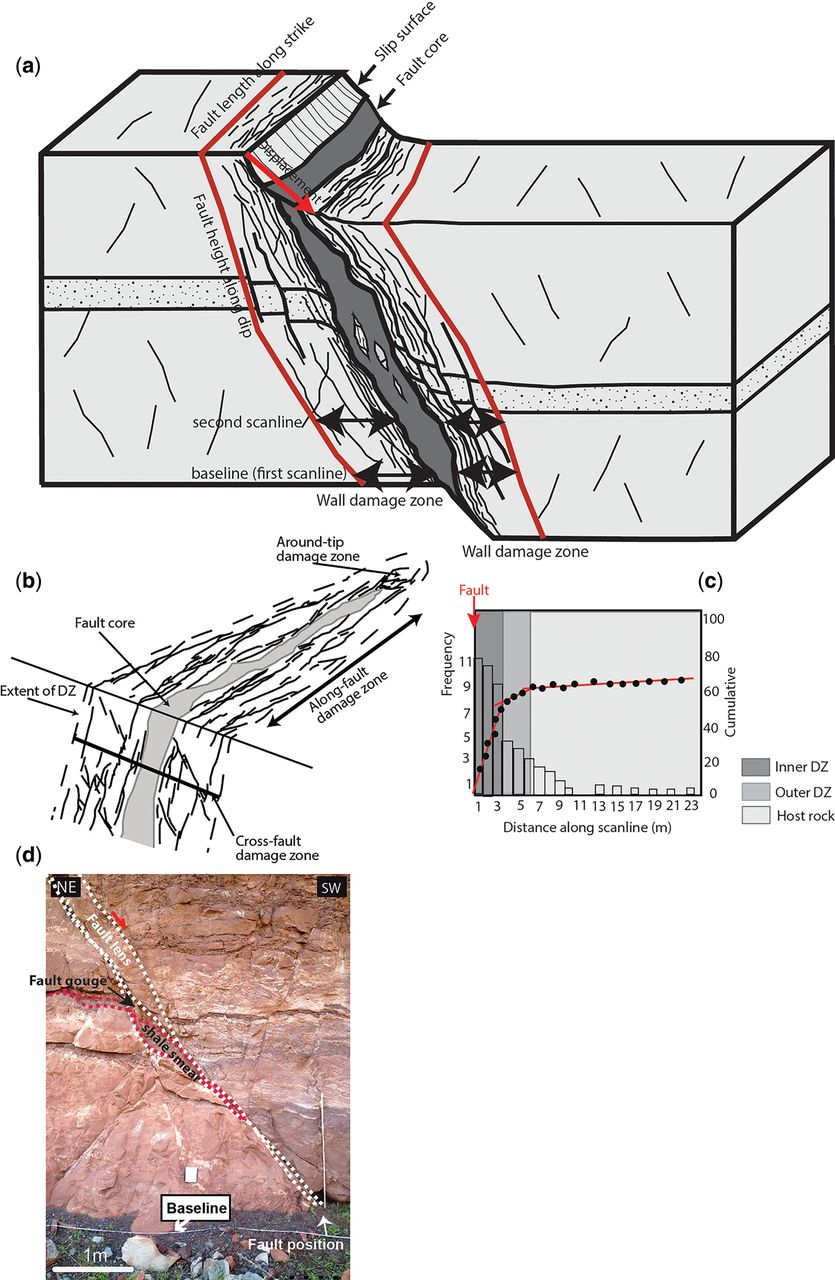 (a)
Fault length along strike
Slip surface
Fault core
Displacement
Fault height along dip
second scanline
baseline (first scanline)
Wall damage zone
Wall damage zone
(b)
Around-tip
damage zone
Fault core
Extent of DZ
Along-fault
damage zone
Cross-fault
damage zone
(c)
Fault
Frequency
11
9
7
5
3
1
100
80
60
40
20
0
Cumulative
1 3 5 7 9 11 13 15 17 19 21 23
Distance along scanline (m)
Inner DZ
Outer DZ
Host rock
(d)
NE
SW
Fault lens
Fault gouge
shale smear
Baseline
Fault position
1m